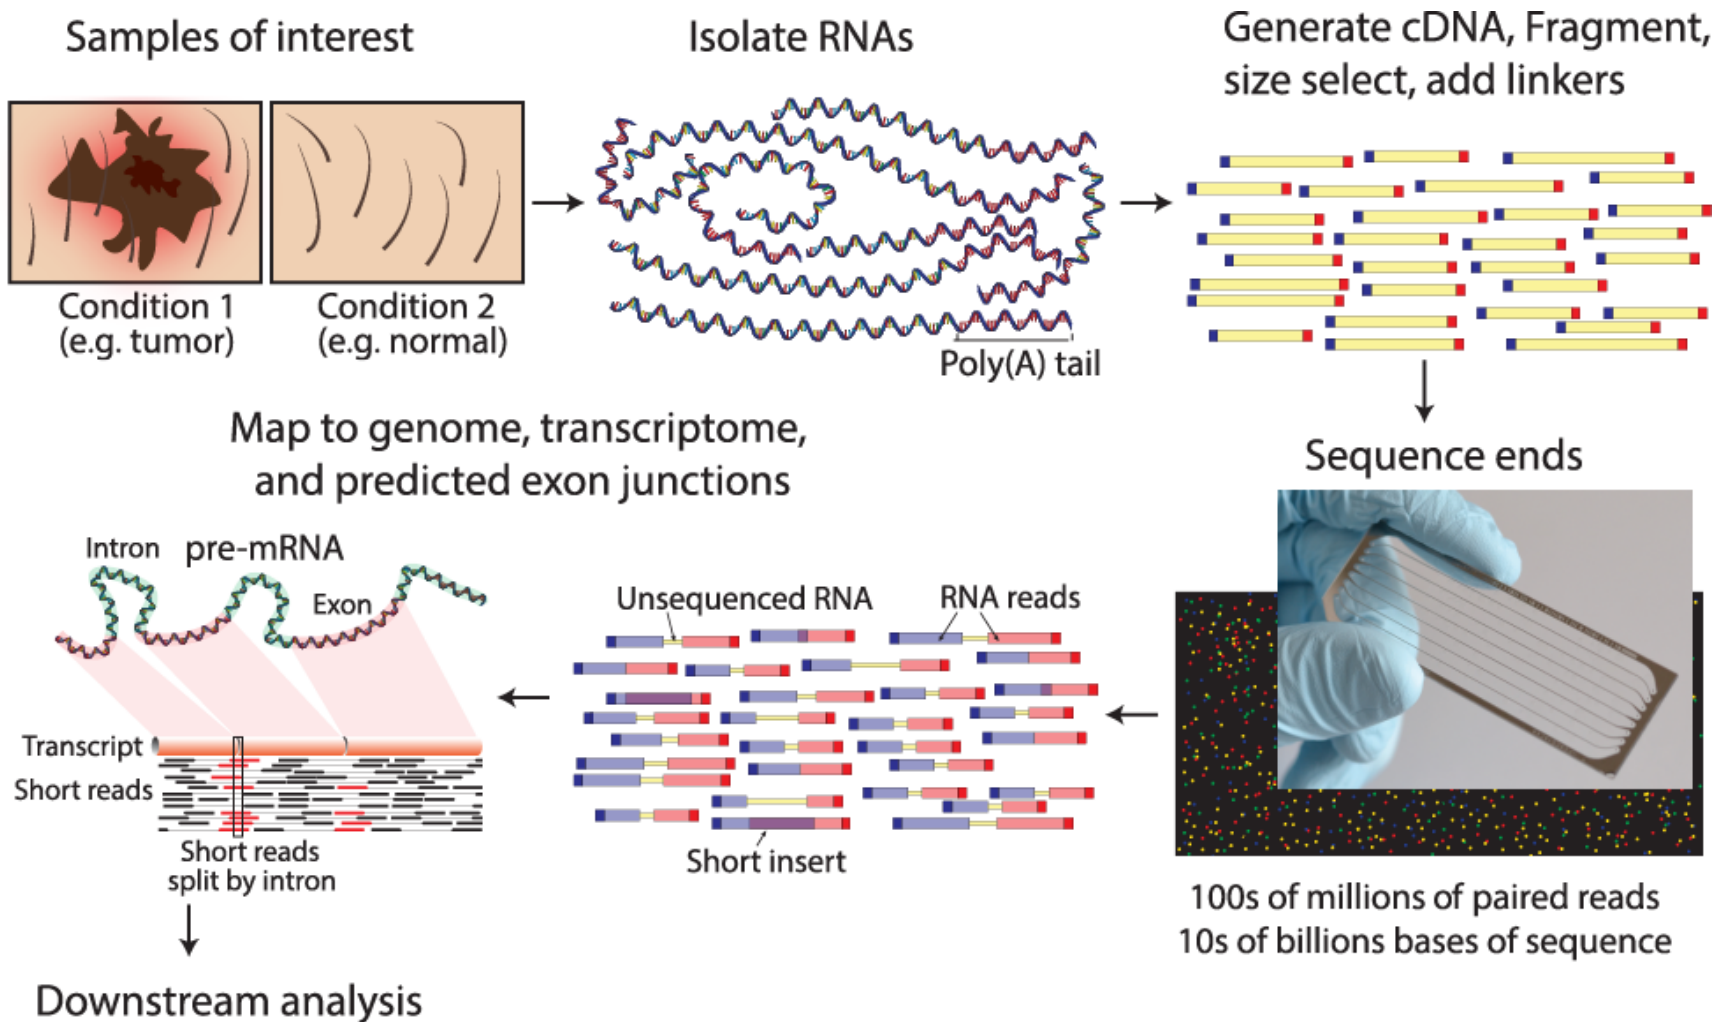 Samples of interest
Condition 1
(e.g. tumor)
Condition 2
(e.g. normal)
Isolate RNAs
Poly(A) tail
Generate cDNA, Fragment,
size select, add linkers
Sequence ends
100s of millions of paired reads
10s of billions bases of sequence
Unsequenced RNA
RNA reads
Short insert
Map to genome, transcriptome,
and predicted exon junctions
Intron
pre-mRNA
Exon
Transcript
Short reads
Short reads
split by intron
Downstream analysis